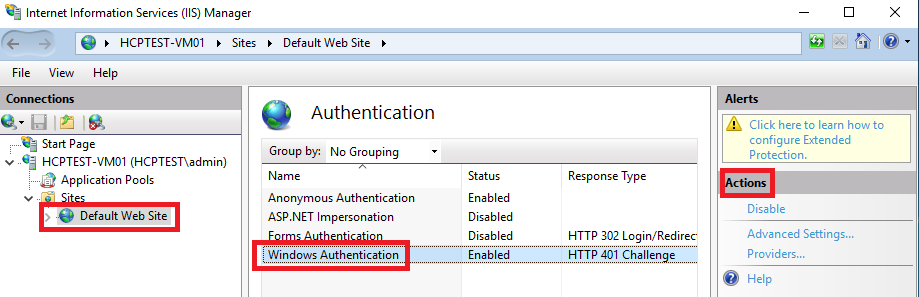 Internet Information Services (IIS) Manager
HCPTEST-VM01 Sites Default Web Site
File View Help
Connections
Start Page
HCPTEST-VM01 (HCPTEST\admin)
Application Pools
Sites
Default Web Site
Authentication
Group by: No Grouping
Name Status Response Type
Anonymous Authentication Enabled
ASP.NET Impersonation Disabled
Forms Authentication Disabled HTTP 302 Login/Redirect
Windows Authentication Enabled HTTP 401 Challenge
Alerts
Click here to learn how to
configure Extended
Protection.
Actions
Disable
Advanced Settings...
Providers...
Help